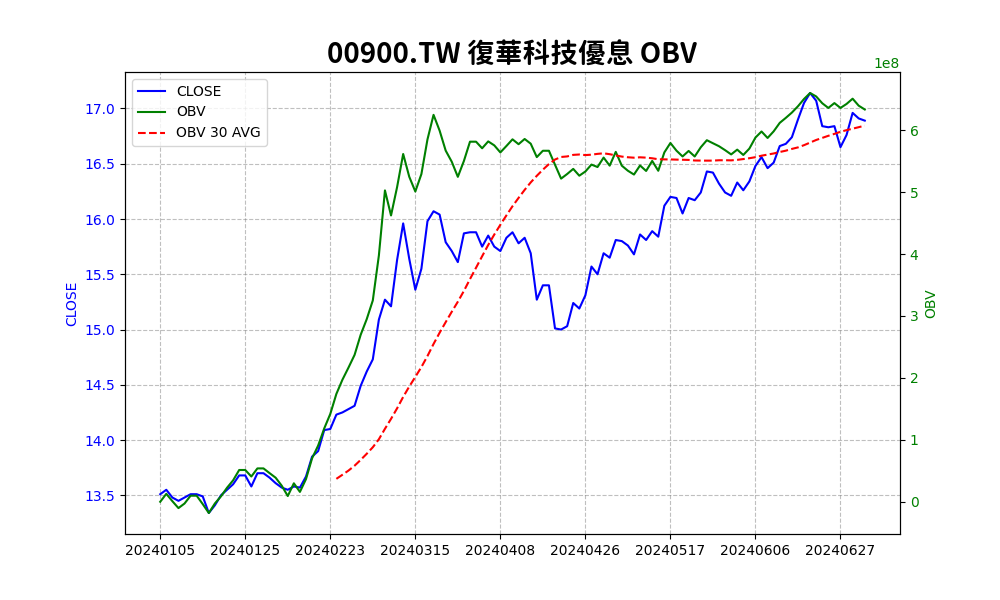 00900.TW 復華科技優息 OBV
1e8
CLOSE
OBV
OBV 30 AVG
17.0
16.5
16.0
15.5
15.0
14.5
14.0
13.5
CLOSE
6
5
4
3
2
1
0
OBV
20240105 20240125 20240223 20240315 20240408 20240426 20240517 20240606 20240627